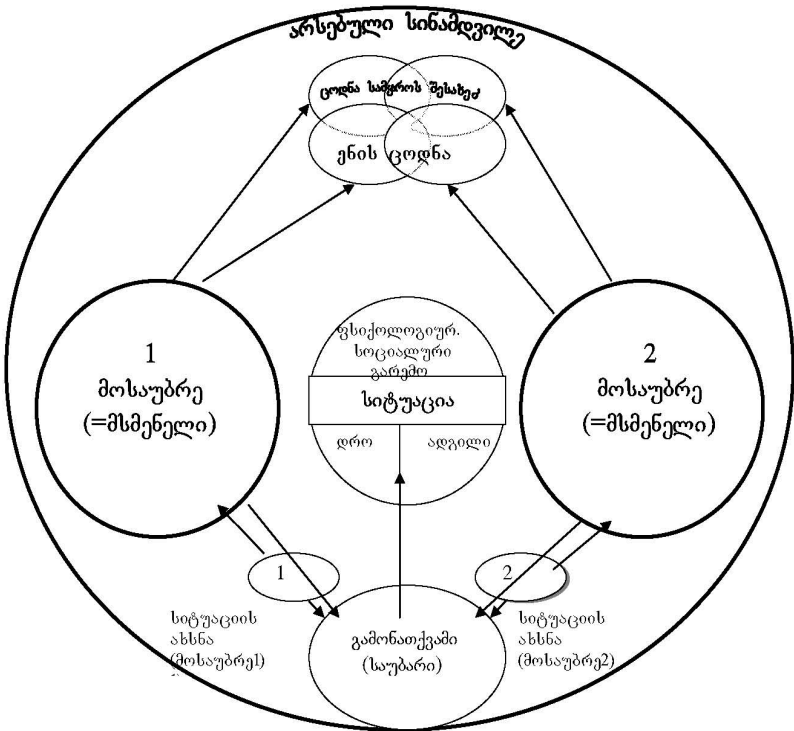 არსებული სინამდვილე
ცოდნა სამყროს შესახებ
ენის ცოდნა
ფსიქოლოგიურ.
სოციალური
გარემო
სიტუაცია
დრო ადგილი
1
მოსაუბრე
(=მსმენელი)
2
მოსაუბრე
(=მსმენელი)
1
2
სიტუაციის
ახსნა
(მოსაუბრე1)
სიტუაციის
ახსნა
(მოსაუბრე2)
გამონათქვამი
(საუბარი)